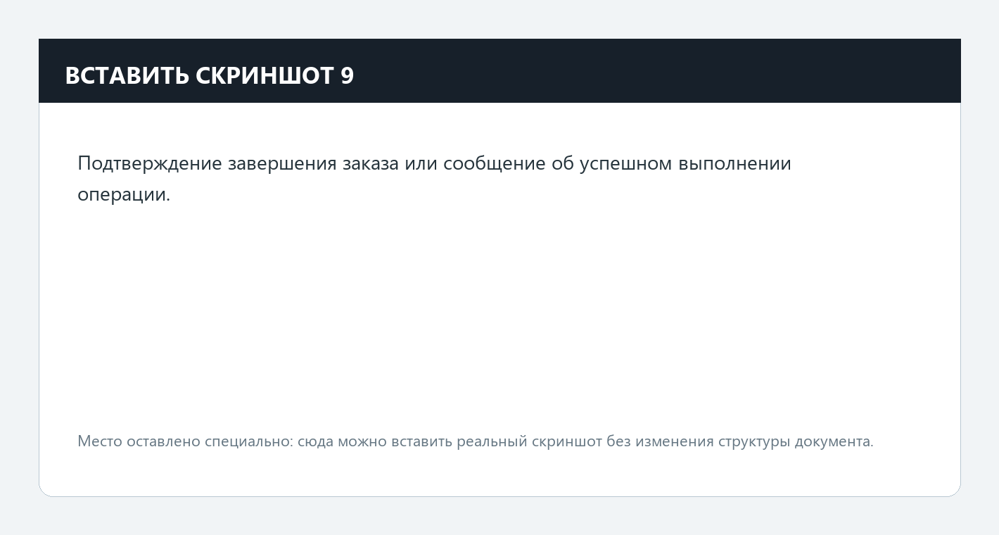 ВСТАВИТЬ СКРИНШОТ 9
Подтверждение завершения заказа или сообщение об успешном выполнении
операции.
Место оставлено специально: сюда можно вставить реальный скриншот без изменения структуры документа.